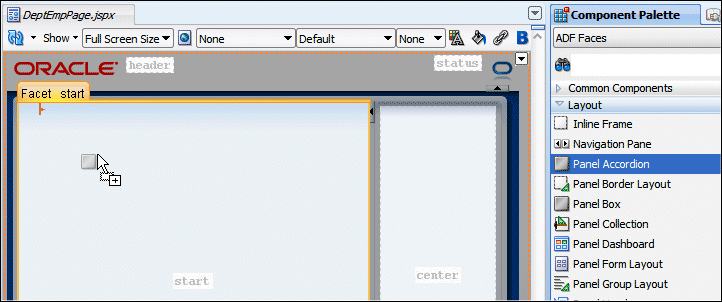 DeptEmpPage.jspx
Show Full Screen Size None Default None B
ORACLE header status
Facet start
start
center
Component Palette
ADF Faces
Common Components
Layout
Inline Frame
Navigation Pane
Panel Accordion
Panel Border Layout
Panel Box
Panel Collection
Panel Dashboard
Panel Form Layout
Panel Group Layout